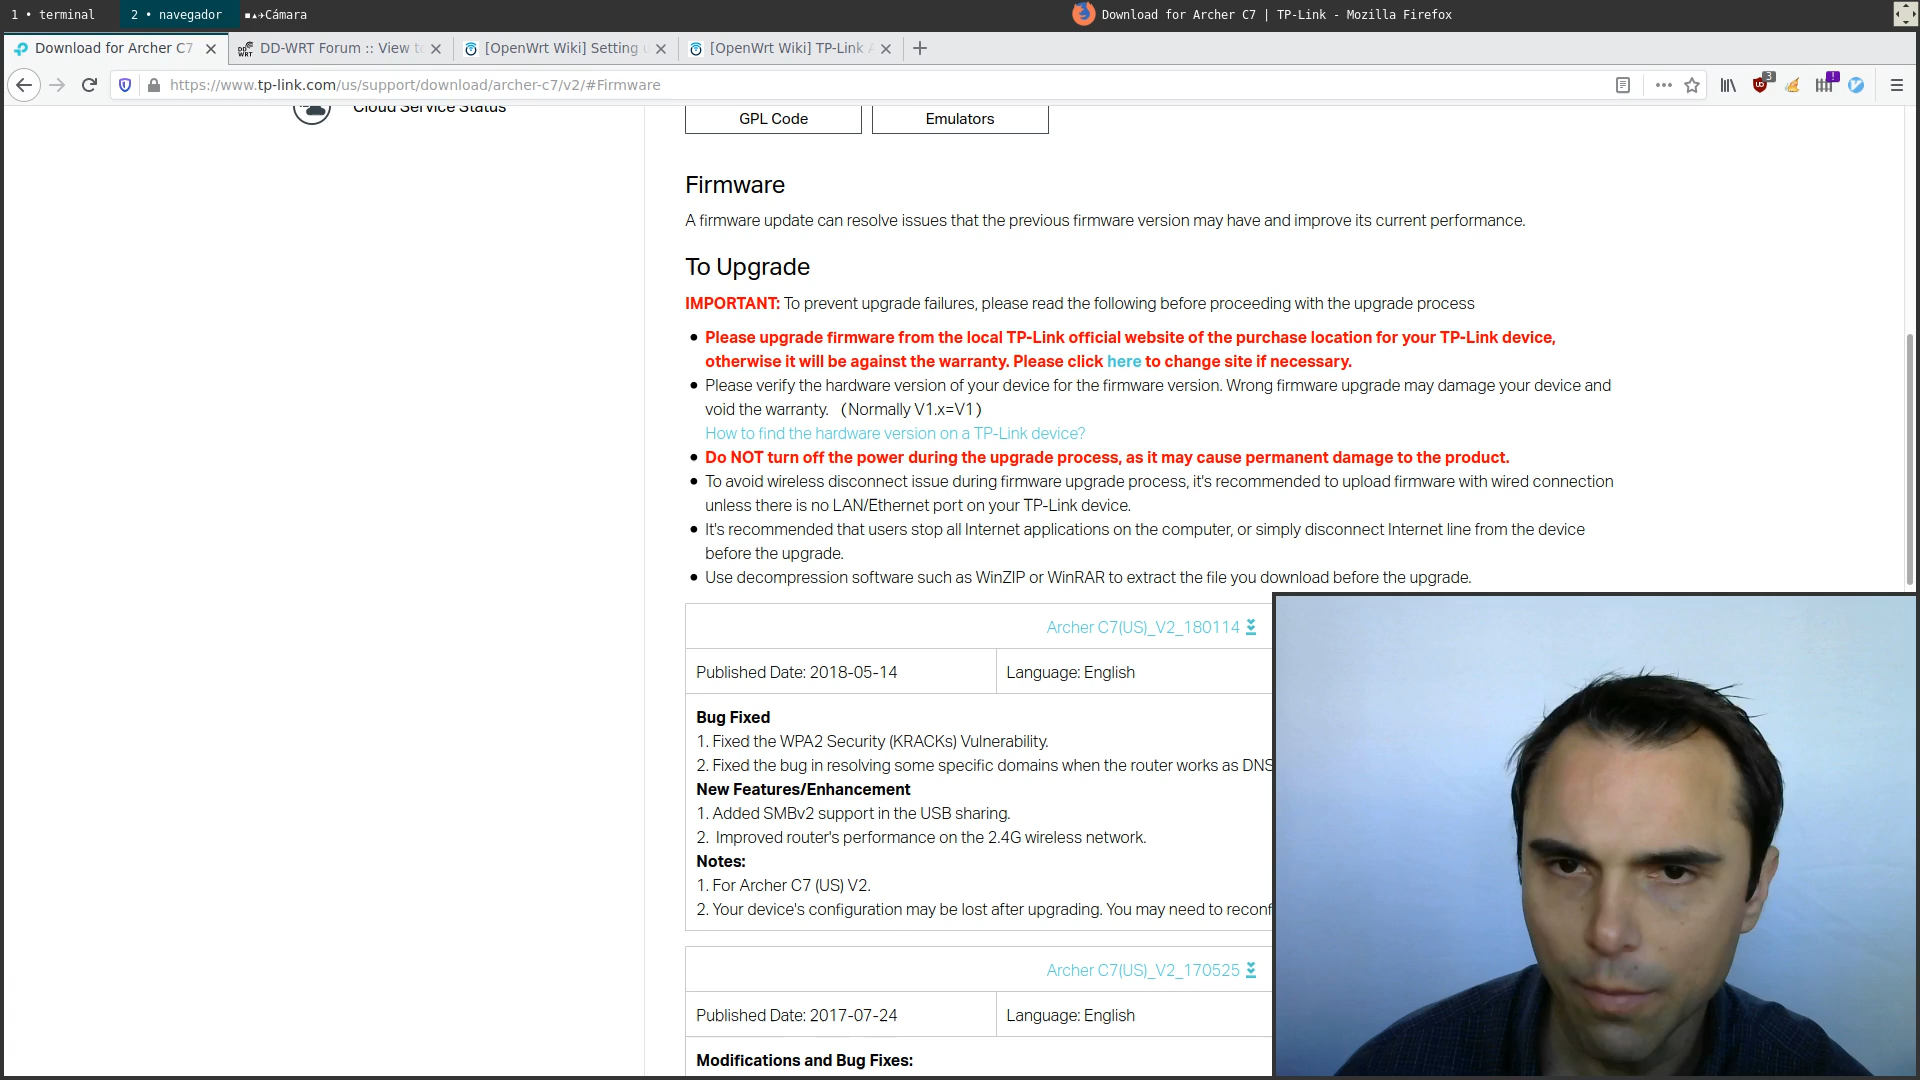 1 • terminal
2 • navegador
Cámara
Download for Archer C7 | TP-Link - Mozilla Firefox
Download for Archer C7
DD-WRT Forum :: View to
[OpenWrt Wiki] Setting u
[OpenWrt Wiki] TP-Link A
https://www.tp-link.com/us/support/download/archer-c7/v2/#Firmware
3
!
Cloud Service Status
GPL Code
Emulators
Firmware
A firmware update can resolve issues that the previous firmware version may have and improve its current performance.
To Upgrade
IMPORTANT: To prevent upgrade failures, please read the following before proceeding with the upgrade process
● Please upgrade firmware from the local TP-Link official website of the purchase location for your TP-Link device,
otherwise it will be against the warranty. Please click here to change site if necessary.
● Please verify the hardware version of your device for the firmware version. Wrong firmware upgrade may damage your device and
void the warranty. （Normally V1.x=V1）
How to find the hardware version on a TP-Link device?
● Do NOT turn off the power during the upgrade process, as it may cause permanent damage to the product.
● To avoid wireless disconnect issue during firmware upgrade process, it's recommended to upload firmware with wired connection
unless there is no LAN/Ethernet port on your TP-Link device.
● It's recommended that users stop all Internet applications on the computer, or simply disconnect Internet line from the device
before the upgrade.
● Use decompression software such as WinZIP or WinRAR to extract the file you download before the upgrade.
Archer C7(US)_V2_180114
Published Date: 2018-05-14
Language: English
Bug Fixed
1. Fixed the WPA2 Security (KRACKs) Vulnerability.
2. Fixed the bug in resolving some specific domains when the router works as DNS
New Features/Enhancement
1. Added SMBv2 support in the USB sharing.
2. Improved router's performance on the 2.4G wireless network.
Notes:
1. For Archer C7 (US) V2.
2. Your device's configuration may be lost after upgrading. You may need to reconf
Archer C7(US)_V2_170525
Published Date: 2017-07-24
Language: English
Modifications and Bug Fixes: